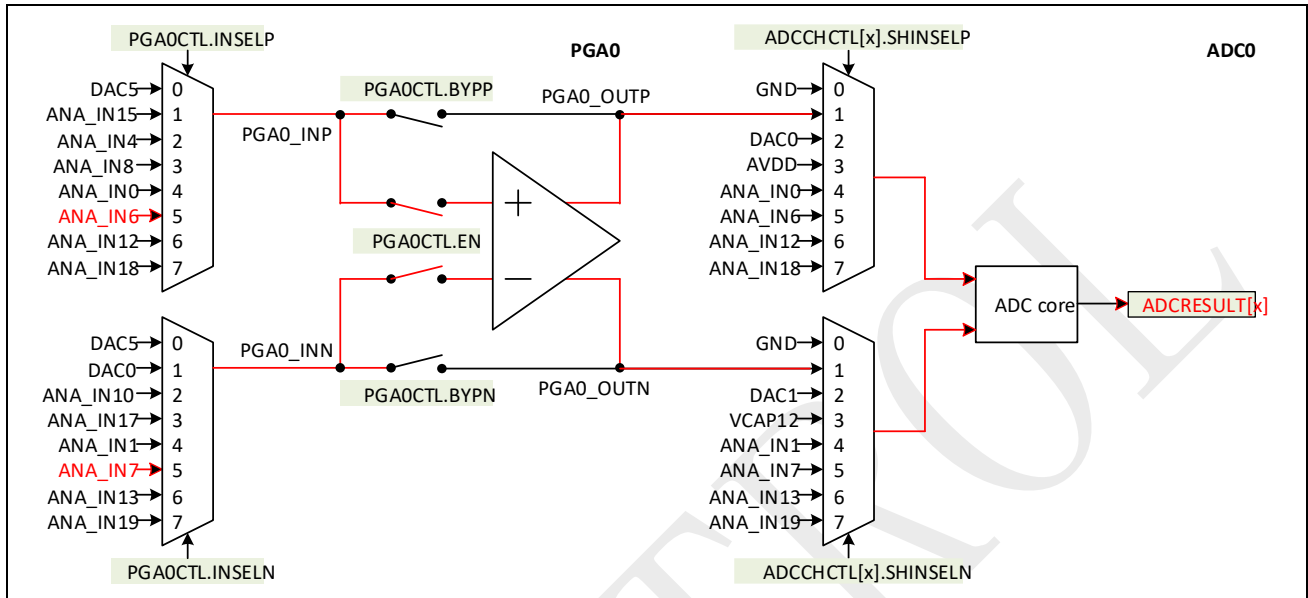 PGA0CTL.INSELP
PGA0
ADCCHCTL[x].SHINSELP
ADC0
DAC5 0
ANA_IN15 1
ANA_IN4 2
ANA_IN8 3
ANA_IN0 4
ANA_IN6 5
ANA_IN12 6
ANA_IN18 7
PGA0_INP
PGA0CTL.BYPP
PGA0_OUTP
PGA0CTL.EN
+
−
GND 0
1
DAC0 2
AVDD 3
ANA_IN0 4
ANA_IN6 5
ANA_IN12 6
ANA_IN18 7
ADC core
ADCRESULT[x]
DAC5 0
DAC0 1
ANA_IN10 2
ANA_IN17 3
ANA_IN1 4
ANA_IN7 5
ANA_IN13 6
ANA_IN19 7
PGA0_INN
PGA0CTL.BYPN
PGA0_OUTN
GND 0
1
DAC1 2
VCAP12 3
ANA_IN1 4
ANA_IN7 5
ANA_IN13 6
ANA_IN19 7
PGA0CTL.INSELN
ADCCHCTL[x].SHINSELN
TROL